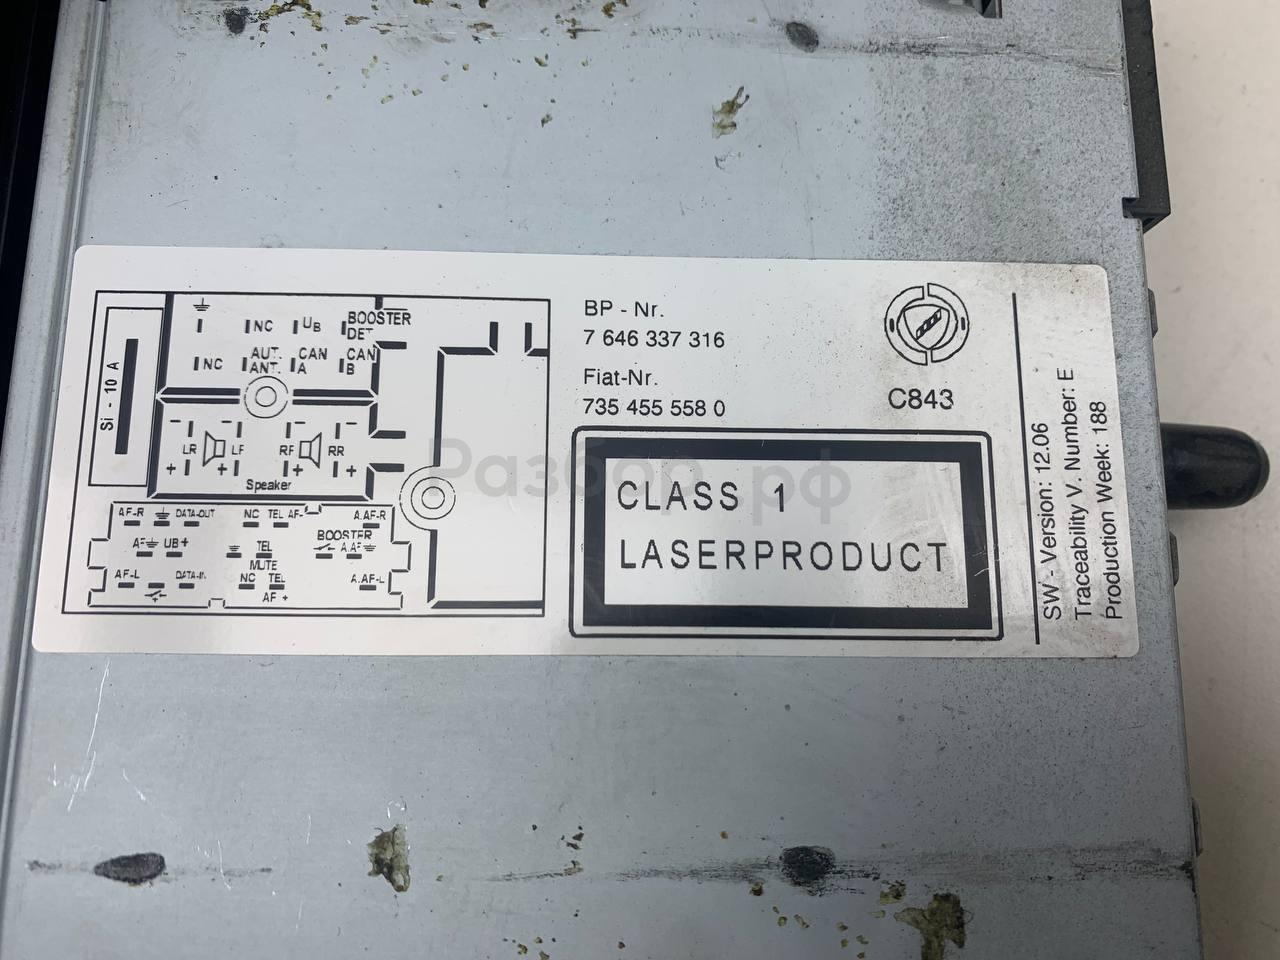 NC UB BOOSTER DET
NC AUT. ANT. CAN A CAN B
Si - 10 A
- - - -
LR LF RF RR
+ + + +
Speaker
AF-R DATA-OUT NC TEL AF- A.AF-R
UB+ TEL MUTE BOOSTER
AF-L DATA-IN NC TEL AF + A.AF-L
BP - Nr.
7 646 337 316
Fiat-Nr.
735 455 558 0
C843
CLASS 1
LASERPRODUCT
SW - Version: 12.06
Traceability V. Number: E
Production Week: 188
Разбор.рф